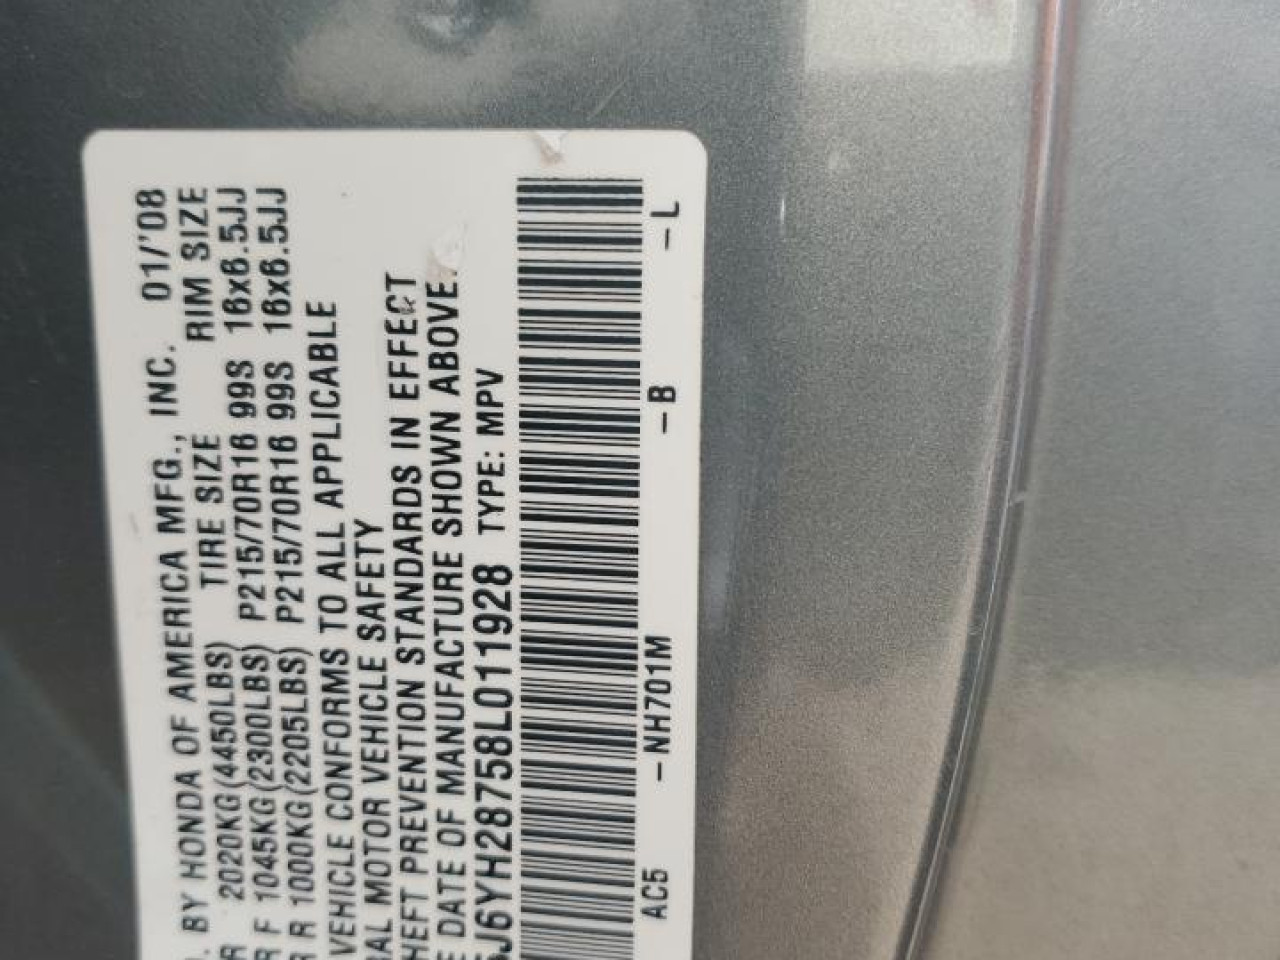 . BY HONDA OF AMERICA MFG., INC. 01/'08
R 2020KG(4450LBS) TIRE SIZE RIM SIZE
R F 1045KG(2300LBS) P215/70R16 99S 16x6.5JJ
R R 1000KG(2205LBS) P215/70R16 99S 16x6.5JJ
VEHICLE CONFORMS TO ALL APPLICABLE
AL MOTOR VEHICLE SAFETY
HEFT PREVENTION STANDARDS IN EFFECT
E DATE OF MANUFACTURE SHOWN ABOVE.
J6YH28758L011928 TYPE: MPV
AC5 -NH701M -B -L